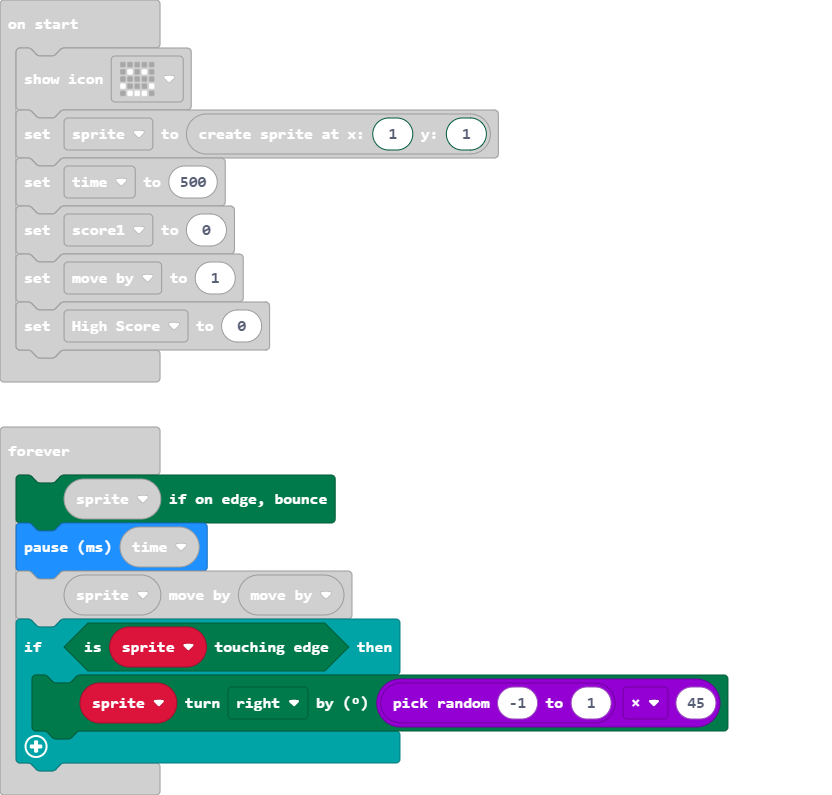 on start
show icon
set sprite to create sprite at x: 1 y: 1
set time to 500
set score1 to 0
set move by to 1
set High Score to 0
forever
sprite if on edge, bounce
pause (ms) time
sprite move by move by
if is sprite touching edge then
sprite turn right by (º) pick random -1 to 1 × 45